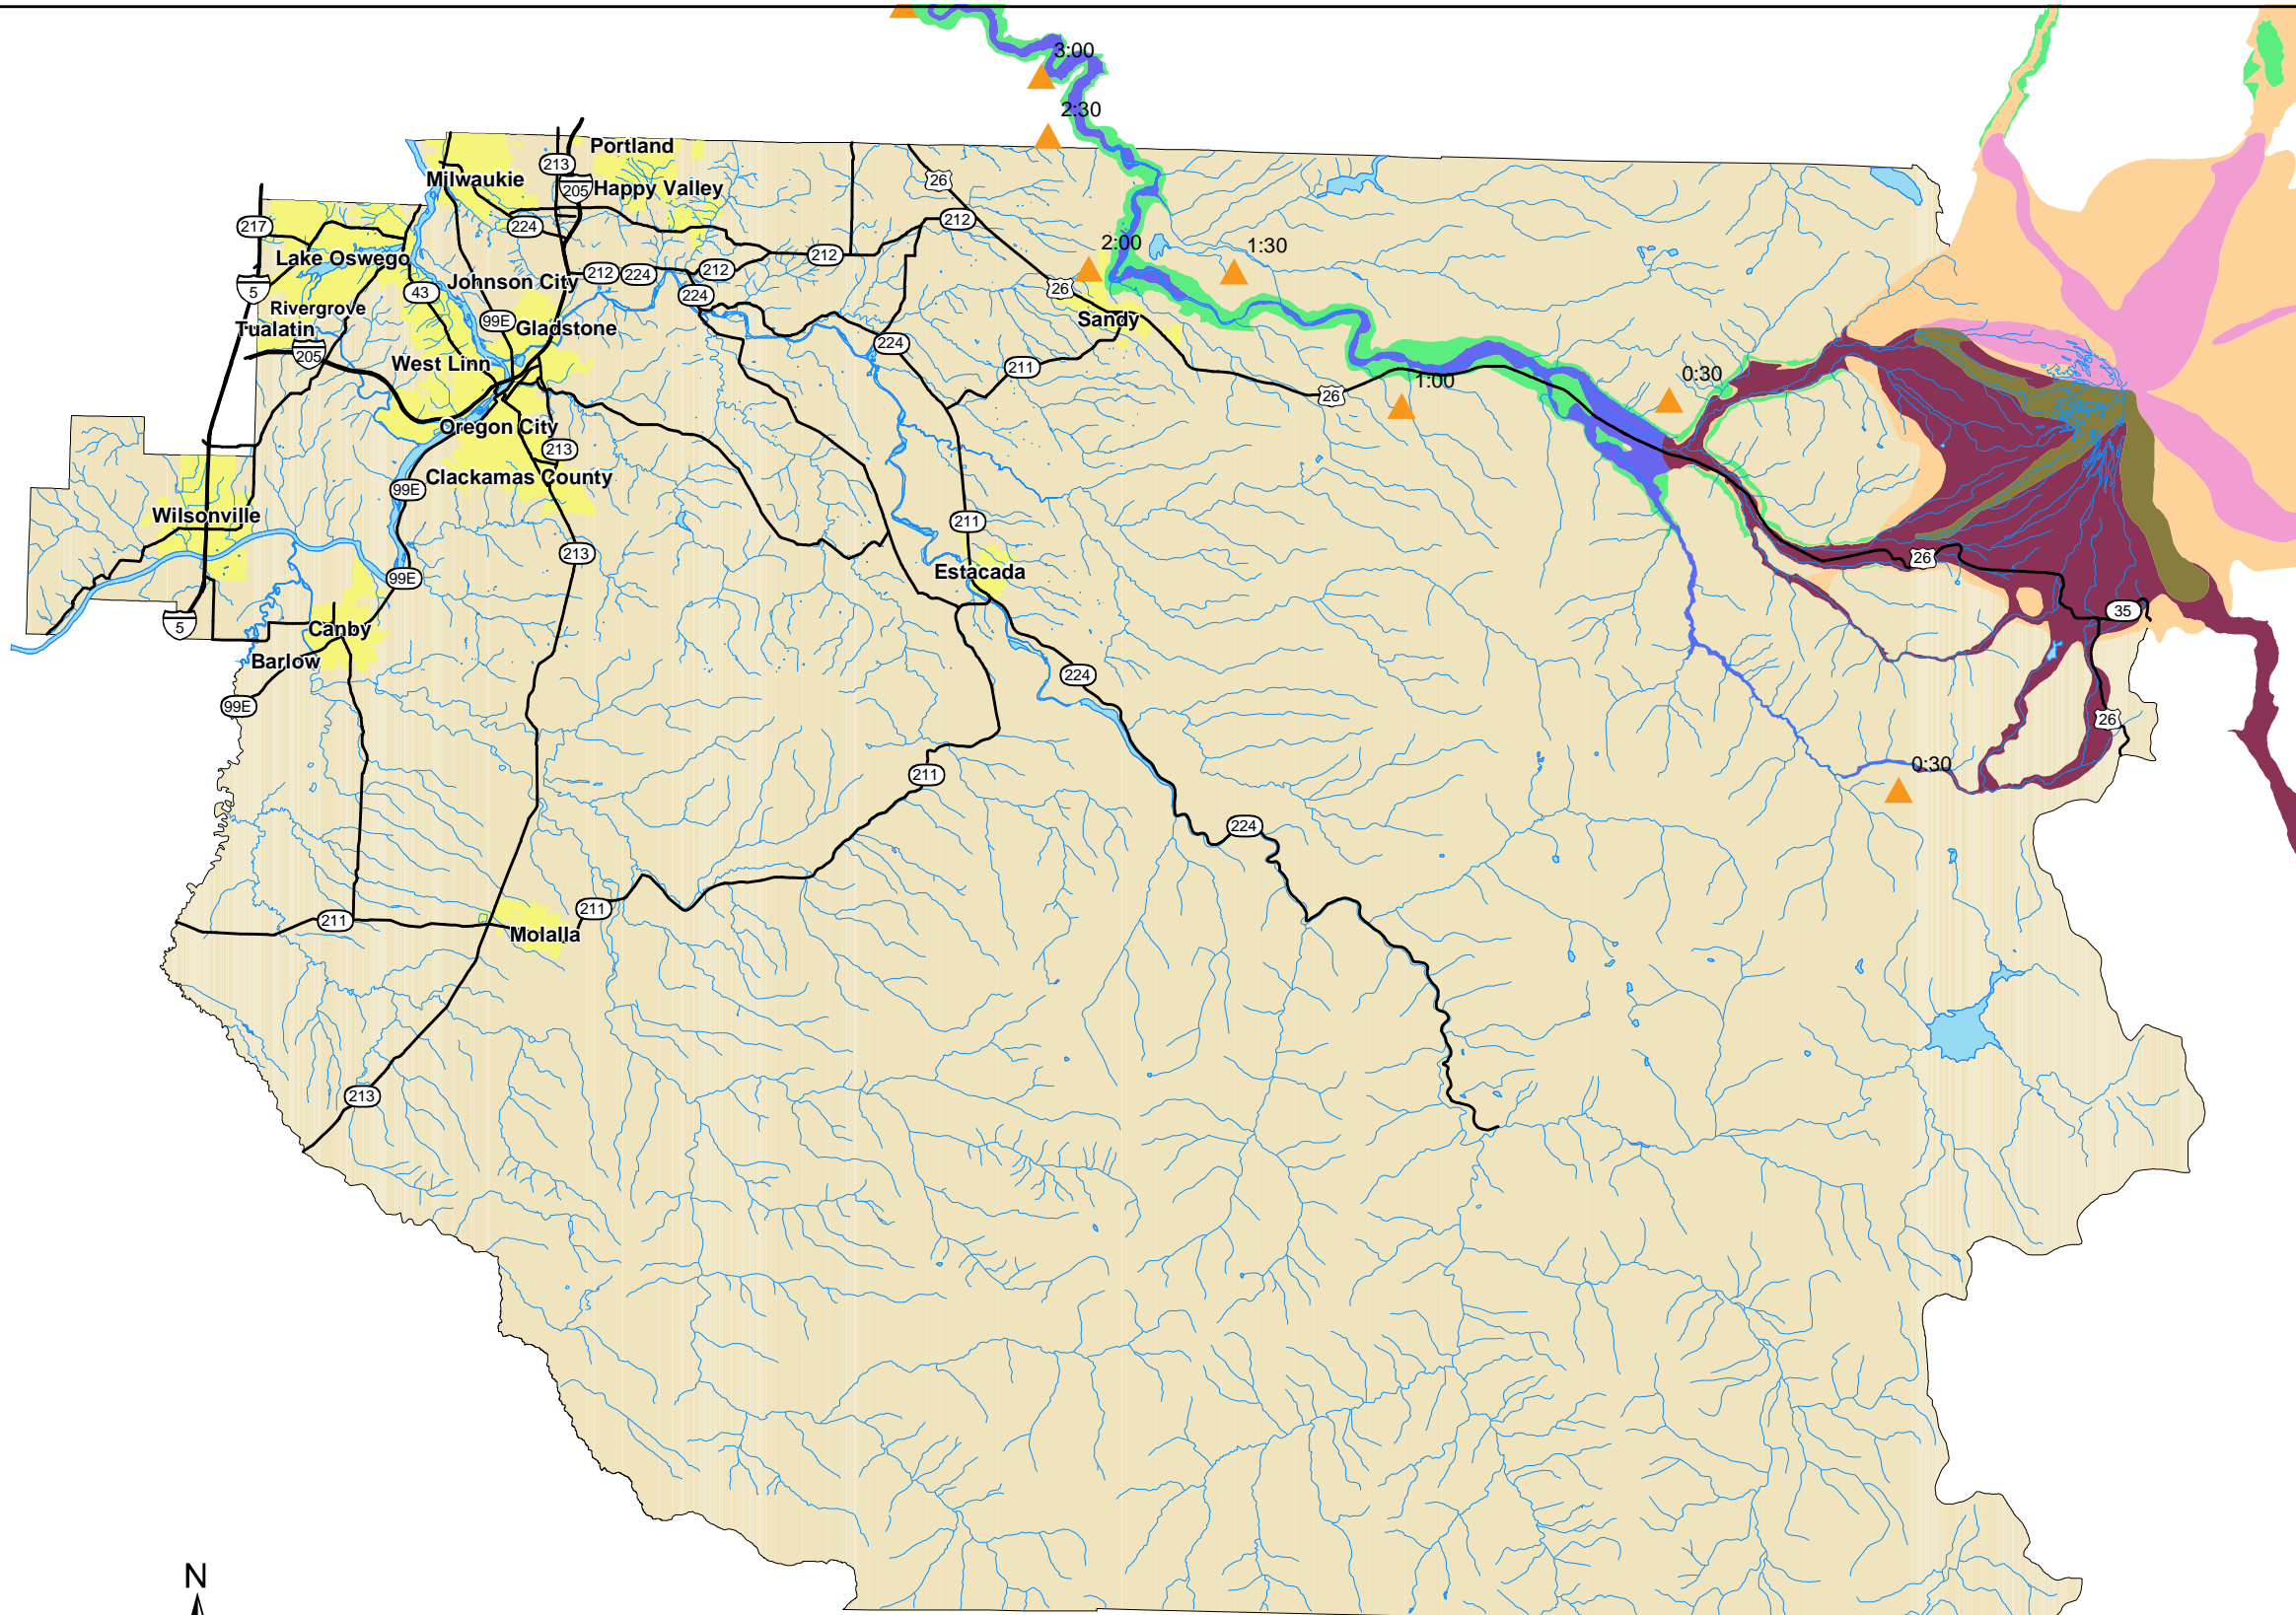 3:00
2:30
Portland
213
Milwaukie
26
205
Happy Valley
212
217
224
2:00
1:30
Lake Oswego
212
Johnson City
212
224
212
5
43
224
26
Rivergrove
99E
Sandy
Tualatin
Gladstone
205
224
West Linn
211
0:30
1:00
26
Oregon City
213
Clackamas County
99E
Wilsonville
211
213
26
Estacada
99E
35
5
Canby
Barlow
224
99E
26
0:30
211
224
211
211
Molalla
213
N